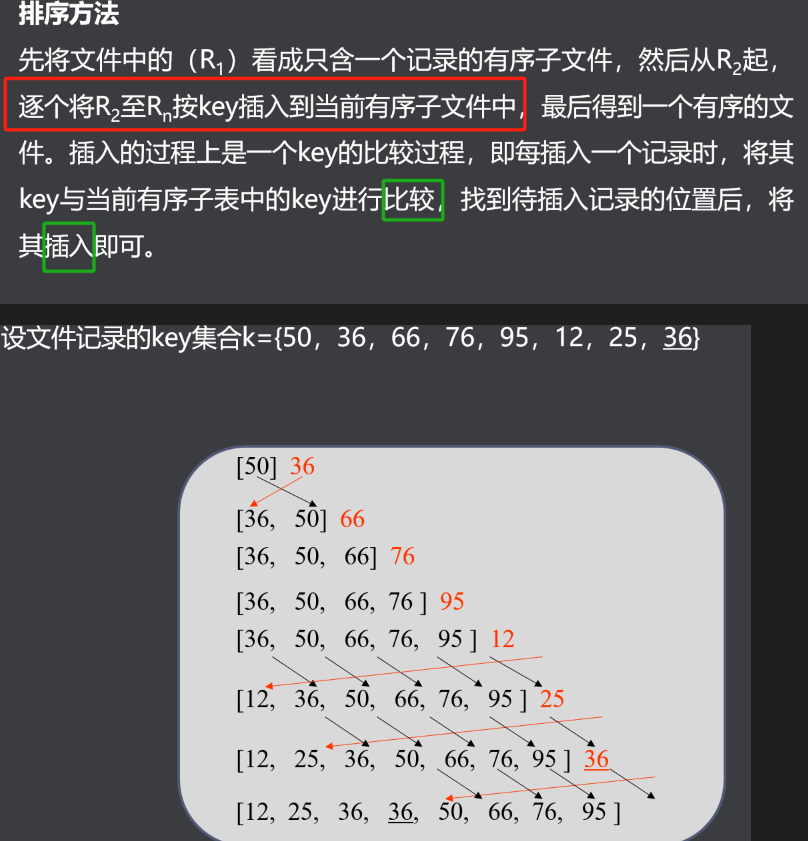 排序方法
先将文件中的（R₁）看成只含一个记录的有序子文件，然后从R₂起，
逐个将R₂至Rₙ按key插入到当前有序子文件中，最后得到一个有序的文
件。插入的过程上是一个key的比较过程，即每插入一个记录时，将其
key与当前有序子表中的key进行比较，找到待插入记录的位置后，将
其插入即可。
设文件记录的key集合k={50，36，66，76，95，12，25，36}
[50] 36
[36, 50] 66
[36, 50, 66] 76
[36, 50, 66, 76 ] 95
[36, 50, 66, 76, 95 ] 12
[12, 36, 50, 66, 76, 95 ] 25
[12, 25, 36, 50, 66, 76, 95 ] 36
[12, 25, 36, 36, 50, 66, 76, 95 ]